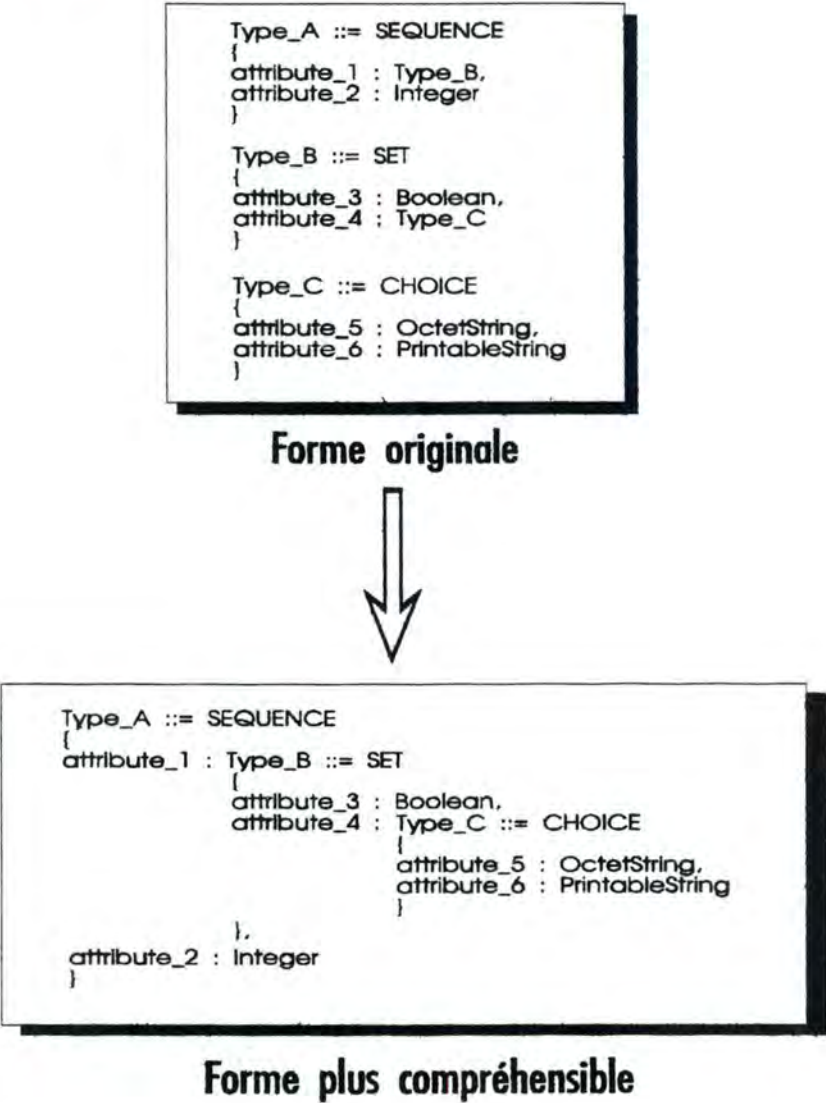 Type_A ::= SEQUENCE
{
attribute_1 : Type_B,
attribute_2 : Integer
}
Type_B ::= SET
{
attribute_3 : Boolean,
attribute_4 : Type_C
}
Type_C ::= CHOICE
{
attribute_5 : OctetString,
attribute_6 : PrintableString
}
Forme originale
Type_A ::= SEQUENCE
{
attribute_1 : Type_B ::= SET
{
attribute_3 : Boolean,
attribute_4 : Type_C ::= CHOICE
{
attribute_5 : OctetString,
attribute_6 : PrintableString
}
},
attribute_2 : Integer
}
Forme plus compréhensible